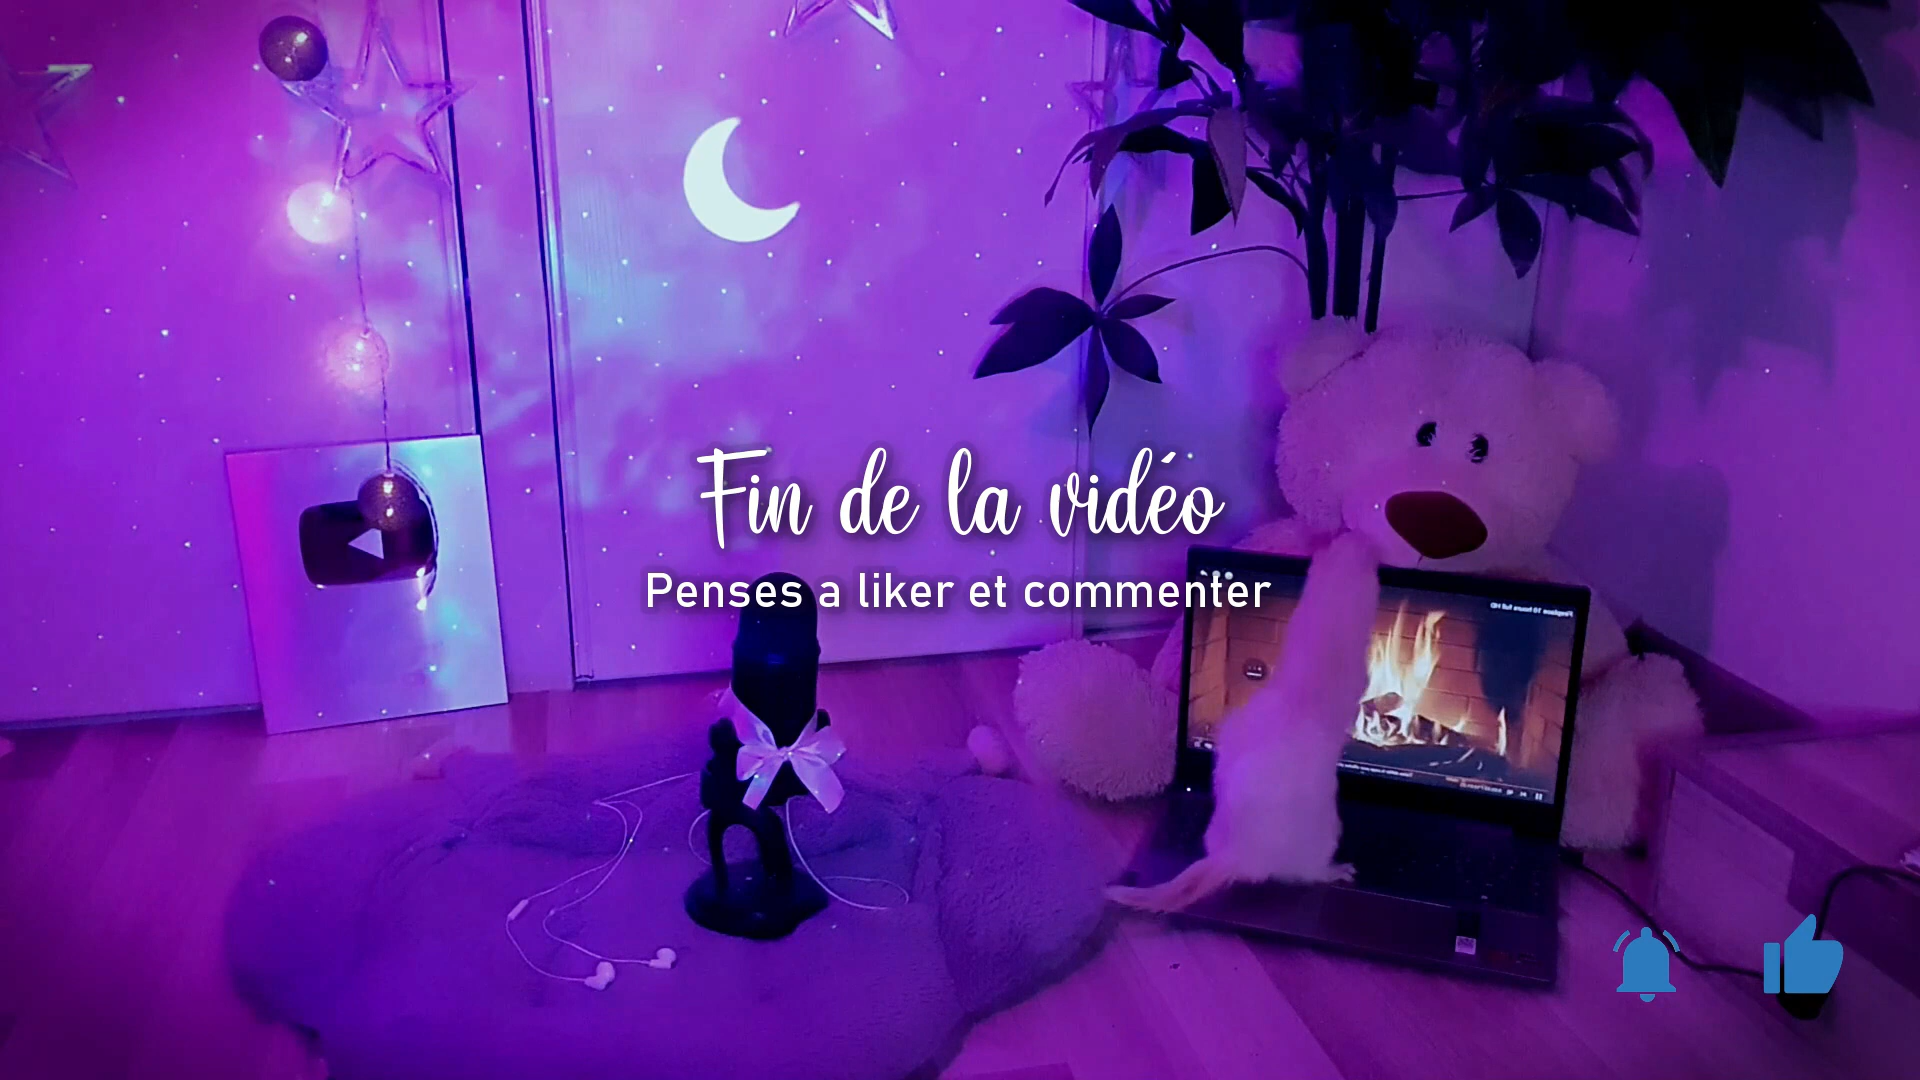 Fin de la vidéo
Penses a liker et commenter